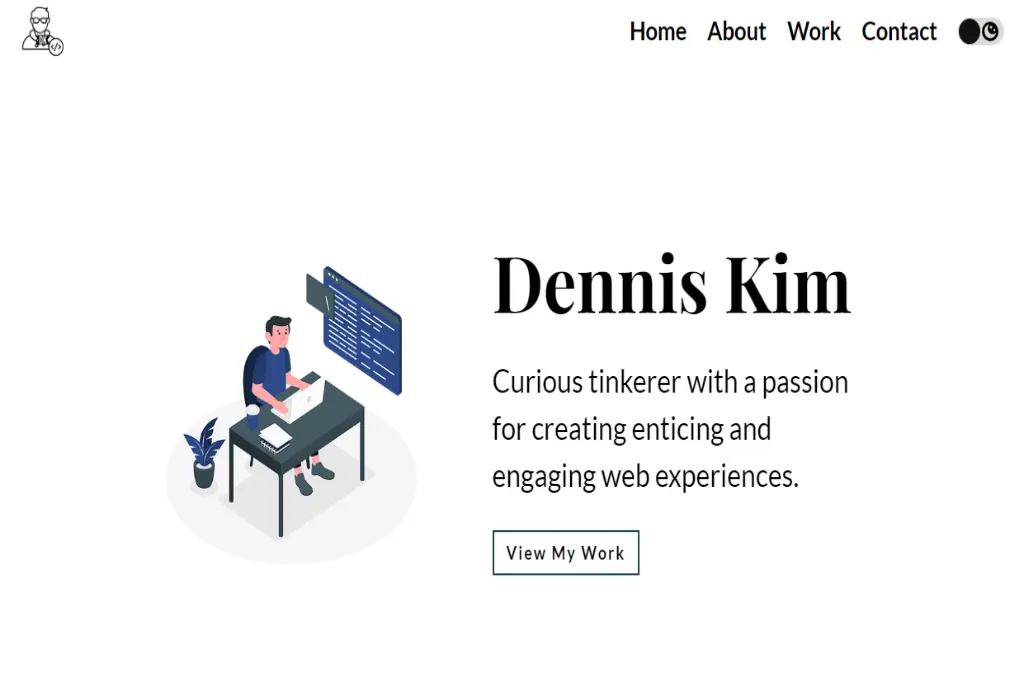 Home About Work Contact
Dennis Kim
Curious tinkerer with a passion
for creating enticing and
engaging web experiences.
View My Work